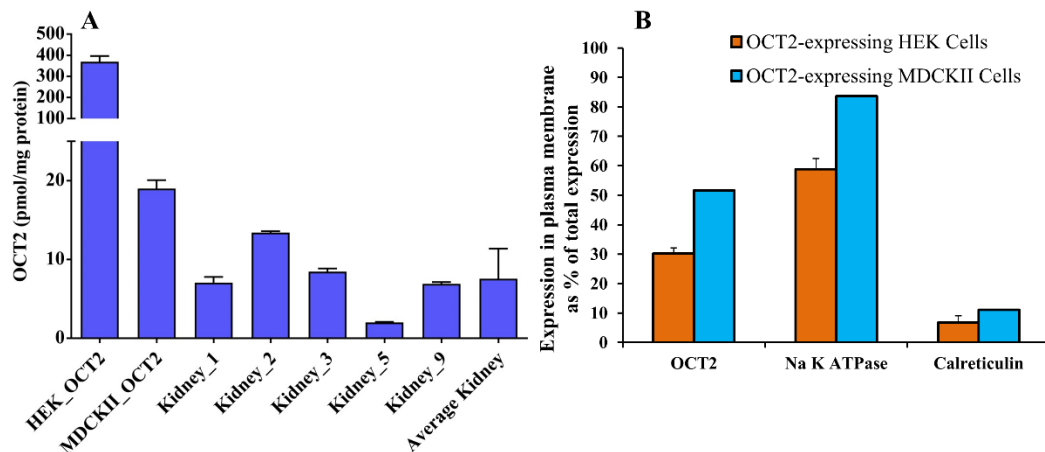 A
OCT2 (pmol/mg protein)
500
400
300
200
100
20
10
0
HEK_OCT2
MDCKII_OCT2
Kidney_1
Kidney_2
Kidney_3
Kidney_5
Kidney_9
Average Kidney
B
OCT2-expressing HEK Cells
OCT2-expressing MDCKII Cells
Expression in plasma membrane
as % of total expression
100
90
80
70
60
50
40
30
20
10
0
OCT2
Na K ATPase
Calreticulin